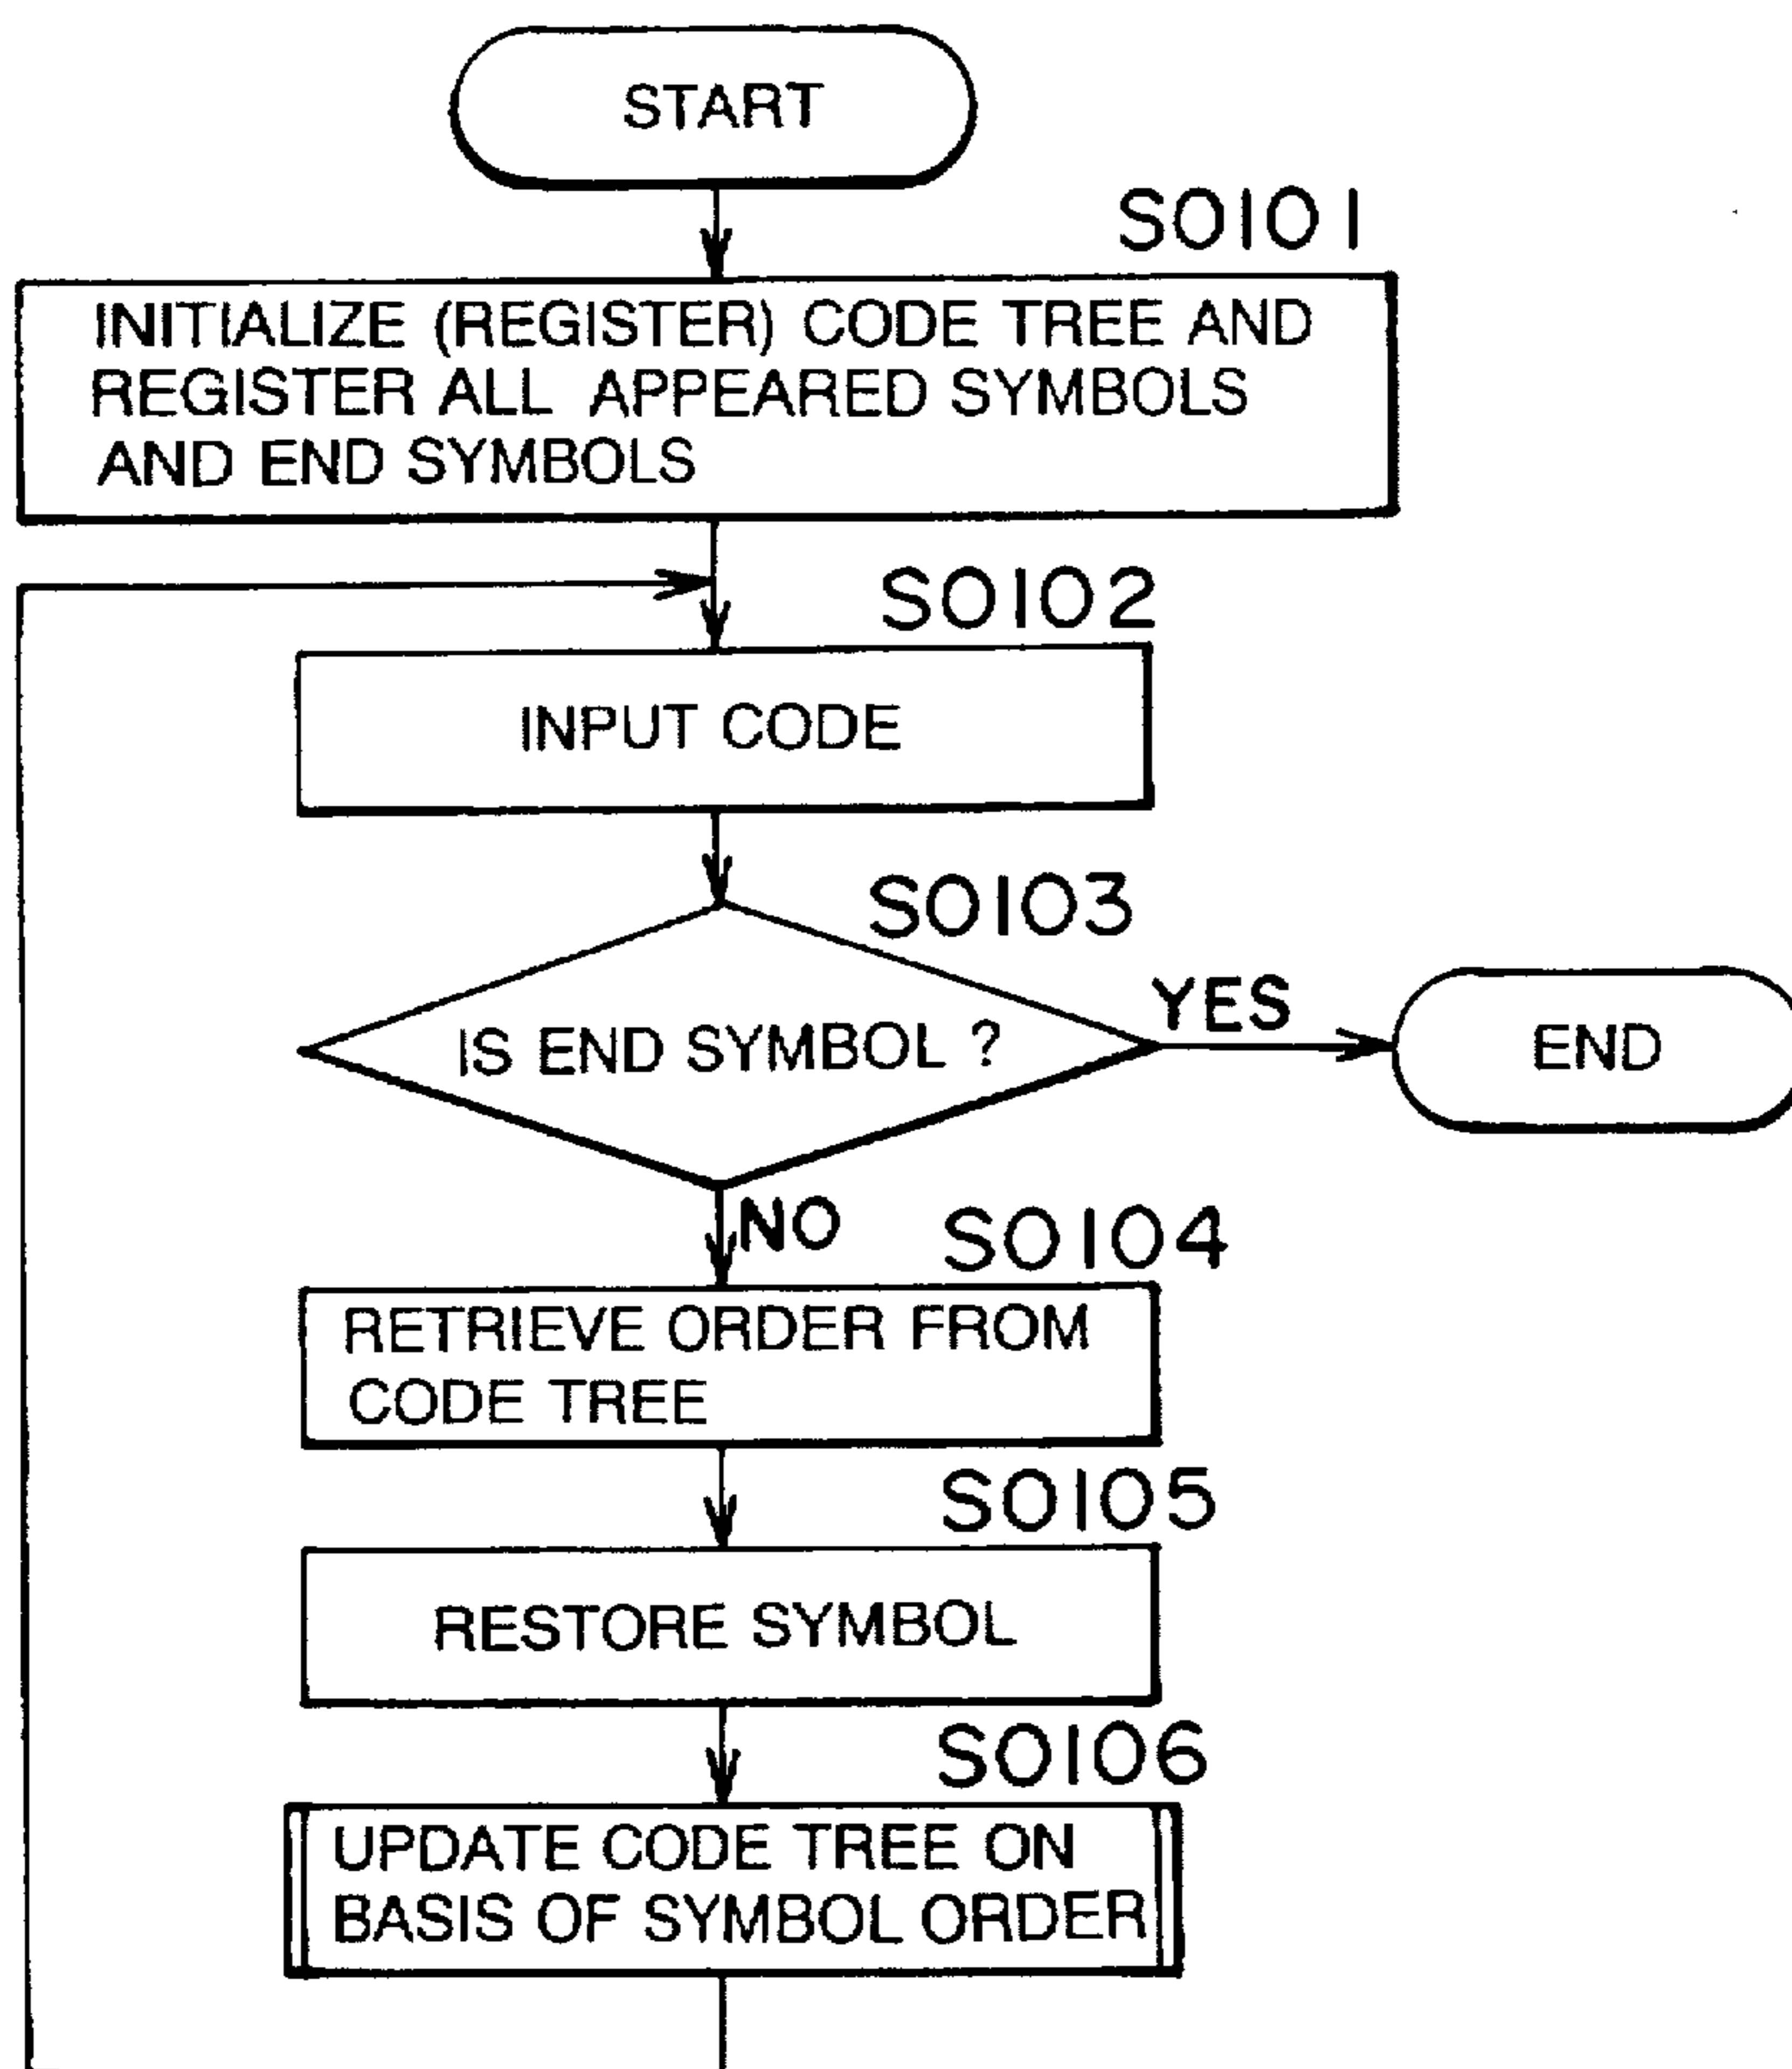 START
S0101
INITIALIZE (REGISTER) CODE TREE AND
REGISTER ALL APPEARED SYMBOLS
AND END SYMBOLS
S0102
INPUT CODE
S0103
IS END SYMBOL ?
YES
END
NO
S0104
RETRIEVE ORDER FROM
CODE TREE
S0105
RESTORE SYMBOL
S0106
UPDATE CODE TREE ON
BASIS OF SYMBOL ORDER